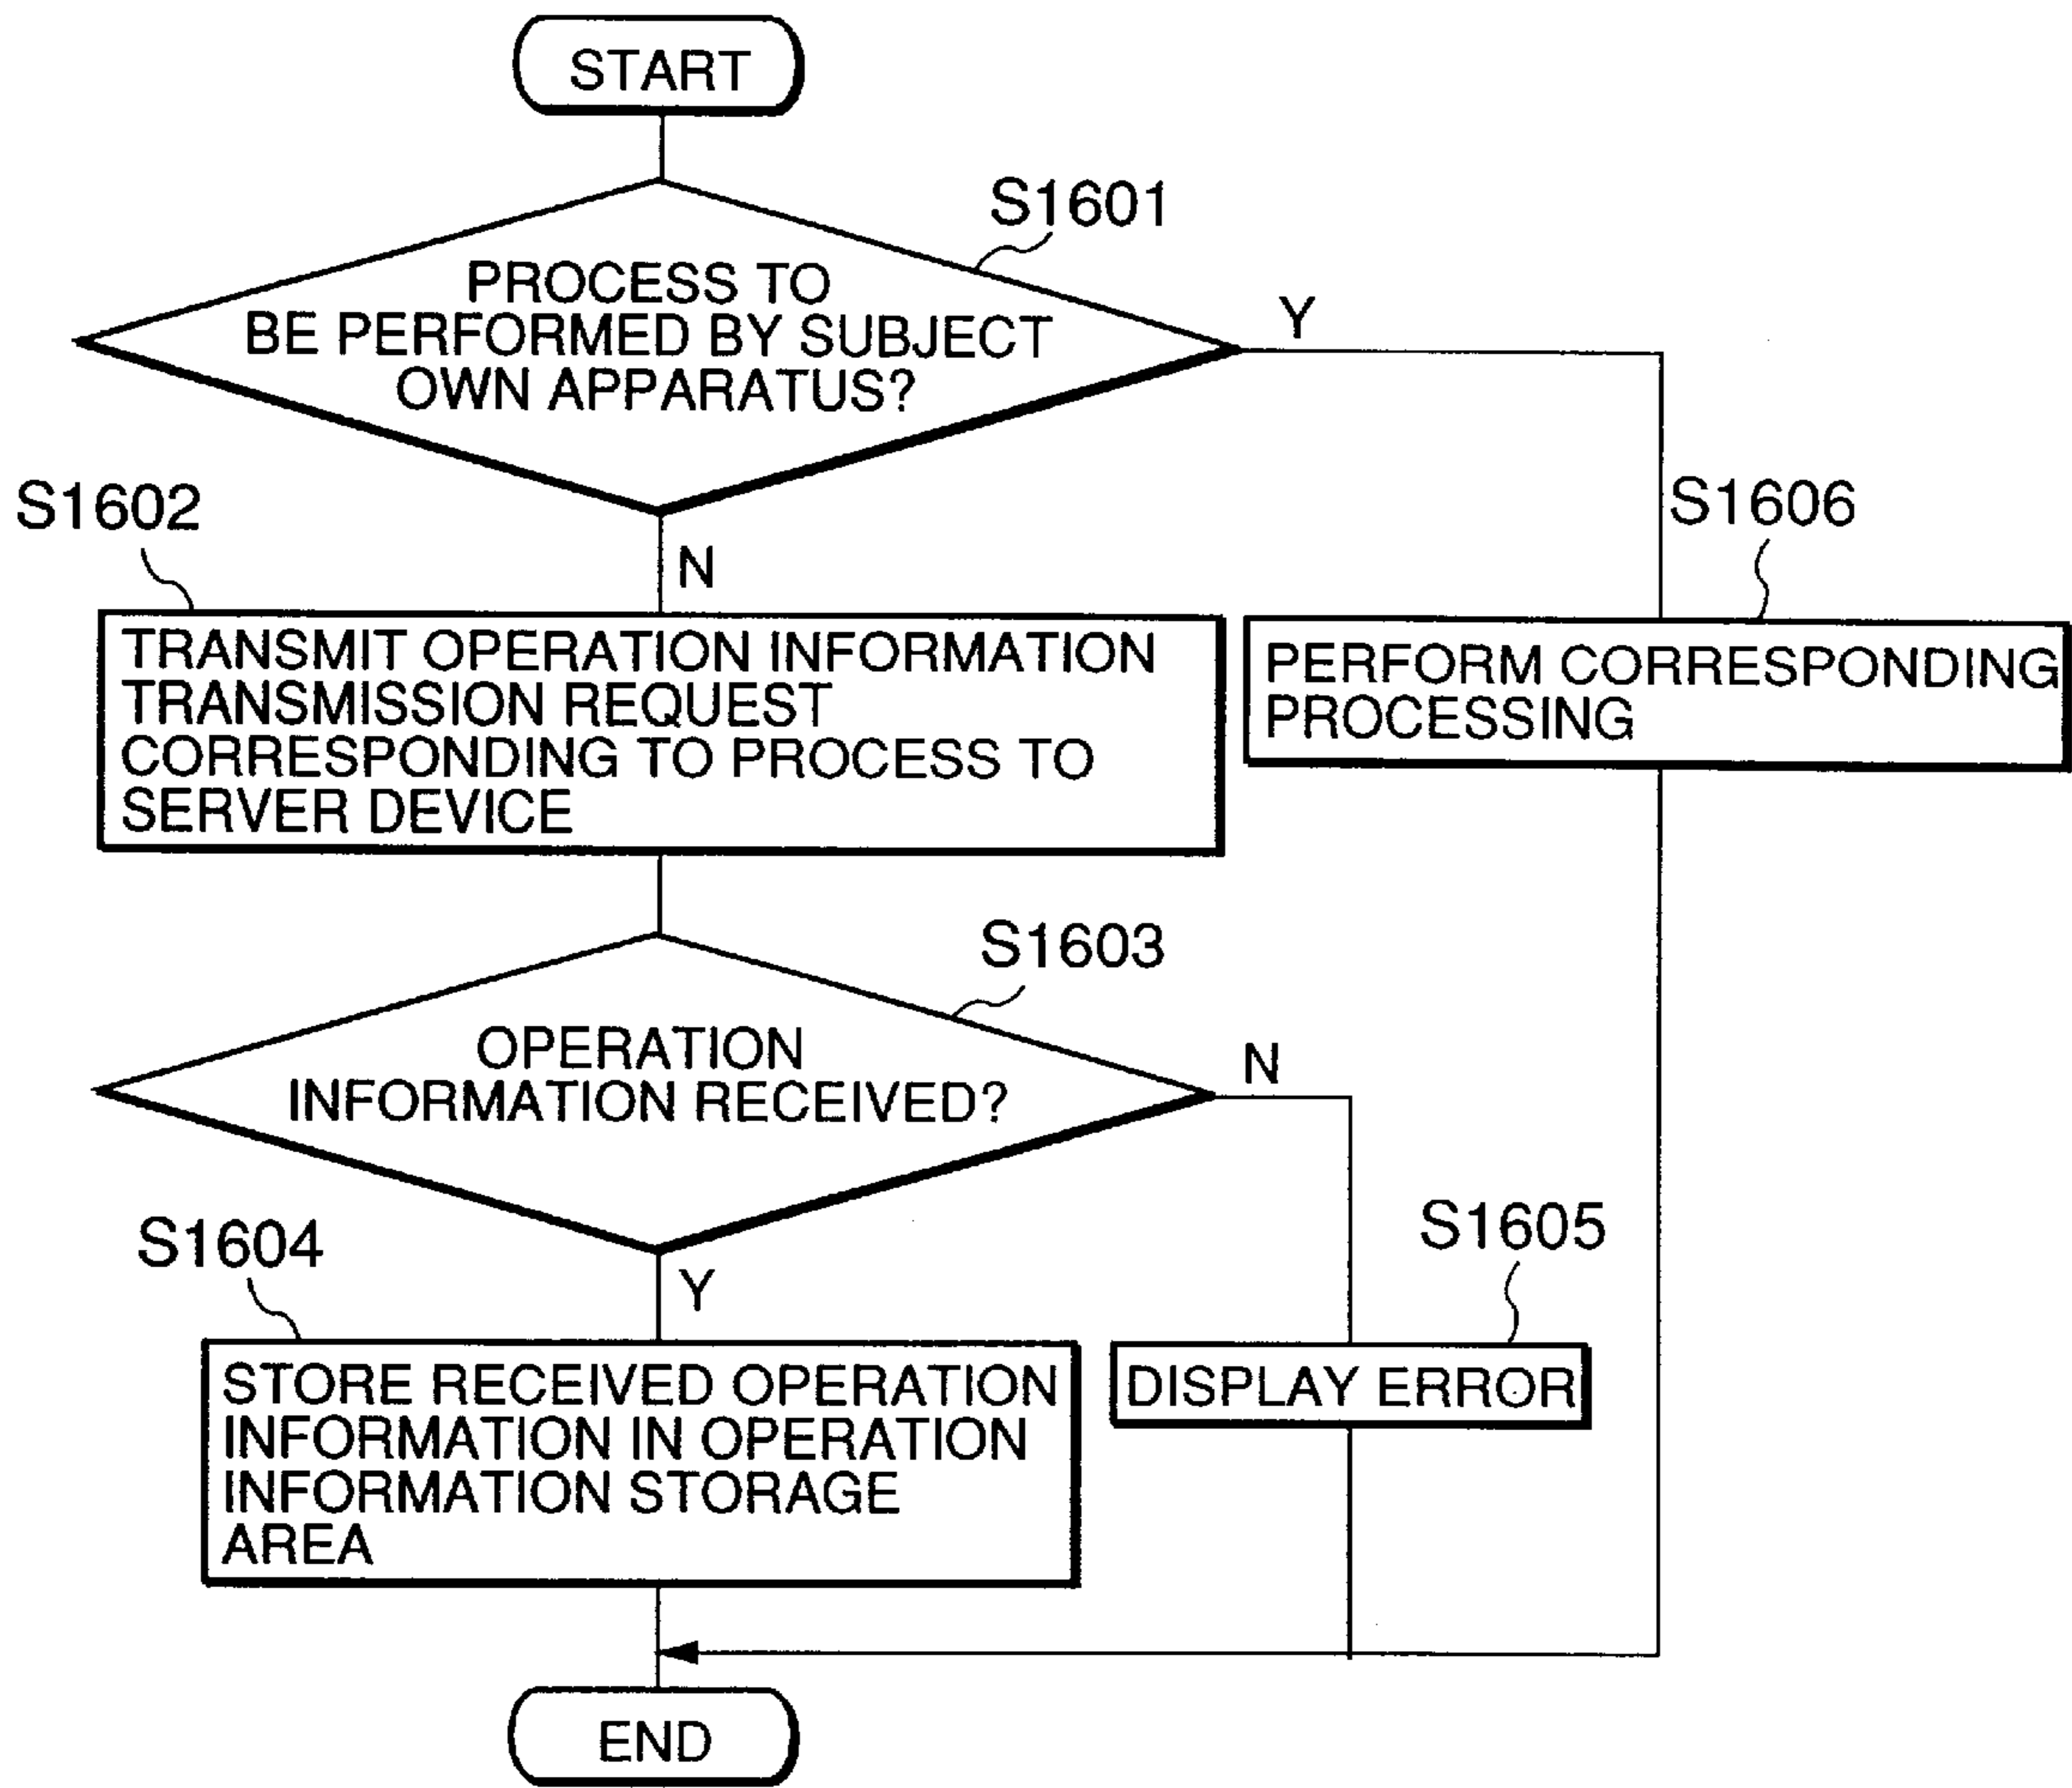 START
S1601
PROCESS TO
BE PERFORMED BY SUBJECT
OWN APPARATUS?
Y
S1602
N
S1606
TRANSMIT OPERATION INFORMATION
TRANSMISSION REQUEST
CORRESPONDING TO PROCESS TO
SERVER DEVICE
PERFORM CORRESPONDING
PROCESSING
S1603
OPERATION
INFORMATION RECEIVED?
N
S1604
Y
S1605
STORE RECEIVED OPERATION
INFORMATION IN OPERATION
INFORMATION STORAGE
AREA
DISPLAY ERROR
END